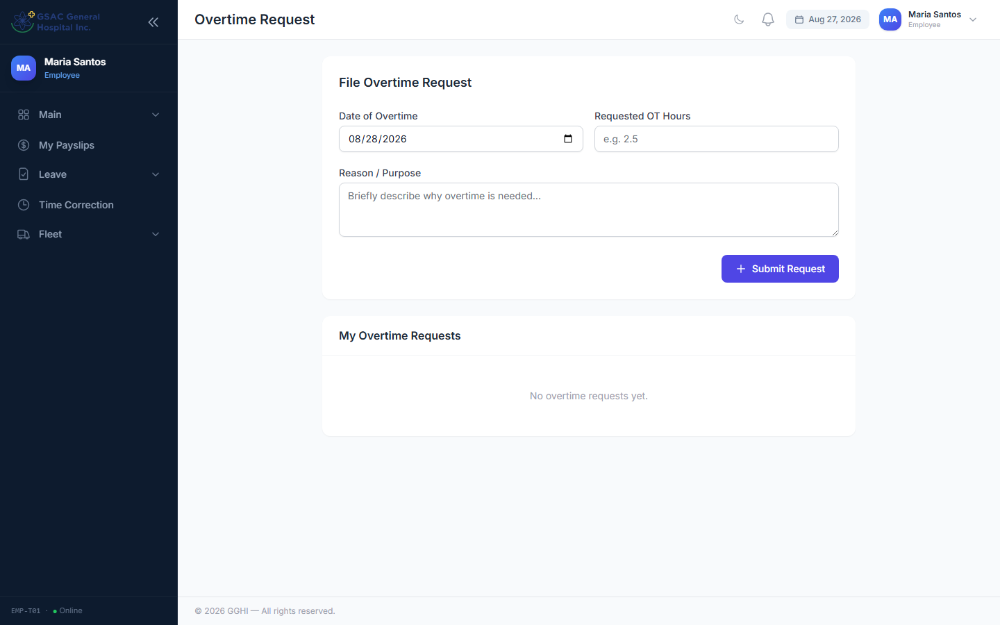 GSAC General
Hospital Inc.
MA
Maria Santos
Employee
Main
My Payslips
Leave
Time Correction
Fleet
EMP-T01 · Online
Overtime Request
Aug 27, 2026
MA
Maria Santos
Employee
File Overtime Request
Date of Overtime
Requested OT Hours
08/28/2026
e.g. 2.5
Reason / Purpose
Briefly describe why overtime is needed...
Submit Request
My Overtime Requests
No overtime requests yet.
© 2026 GGHI — All rights reserved.